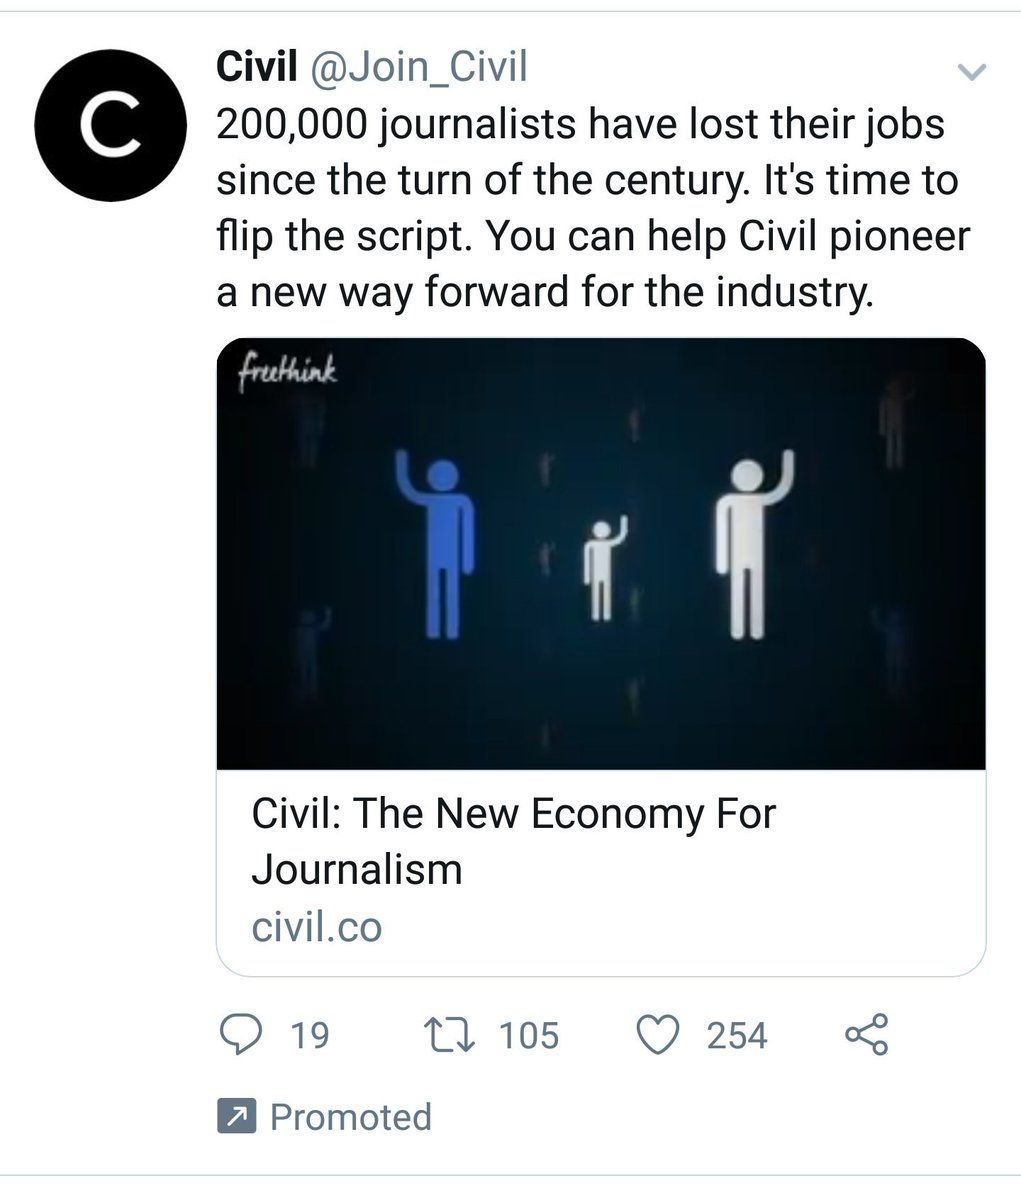 C
Civil @Join_Civil
200,000 journalists have lost their jobs
since the turn of the century. It's time to
flip the script. You can help Civil pioneer
a new way forward for the industry.
freethink
Civil: The New Economy For
Journalism
civil.co
19 105 254
Promoted